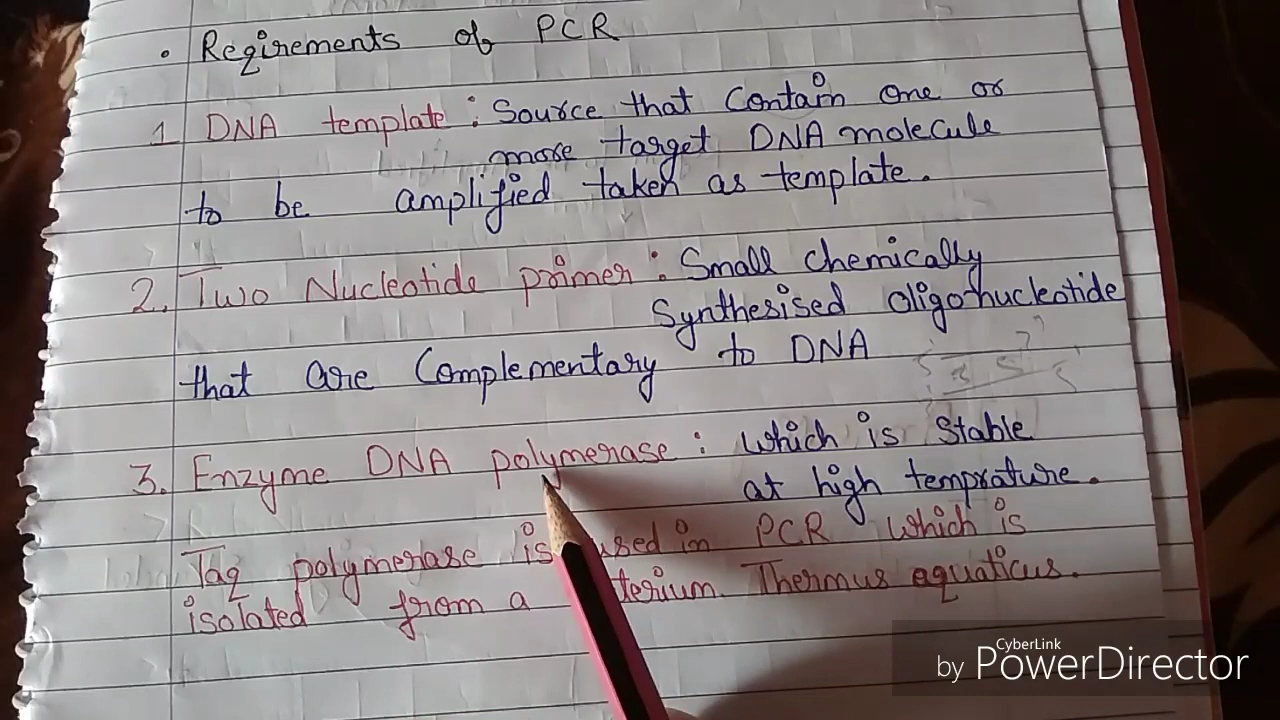 • Reqirements of PCR
1 DNA template : Source that contain one or
more target DNA molecule
to be amplified taken as template.
2. Two Nucleotide primer : Small chemically
Synthesised oligonucleotide
that are Complementary to DNA
3. Enzyme DNA polymerase : which is stable
at high temprature.
Taq polymerase is used in PCR which is
isolated from a terium Thermus aquaticus.
CyberLink
by PowerDirector